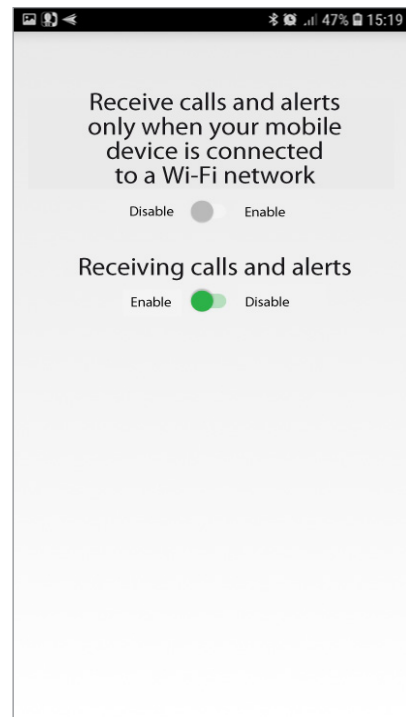 47% 15:19
Receive calls and alerts
only when your mobile
device is connected
to a Wi-Fi network
Disable Enable
Receiving calls and alerts
Enable Disable